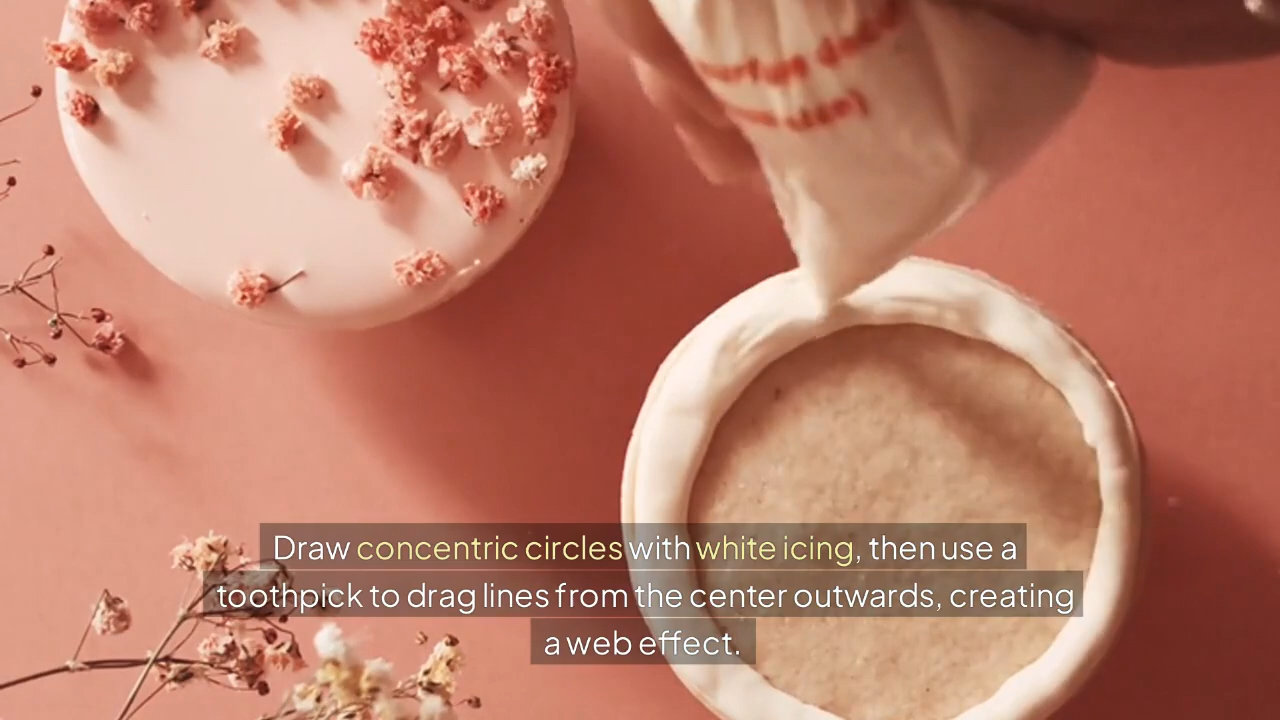 Draw concentric circles with white icing, then use a
toothpick to drag lines from the center outwards, creating
a web effect.